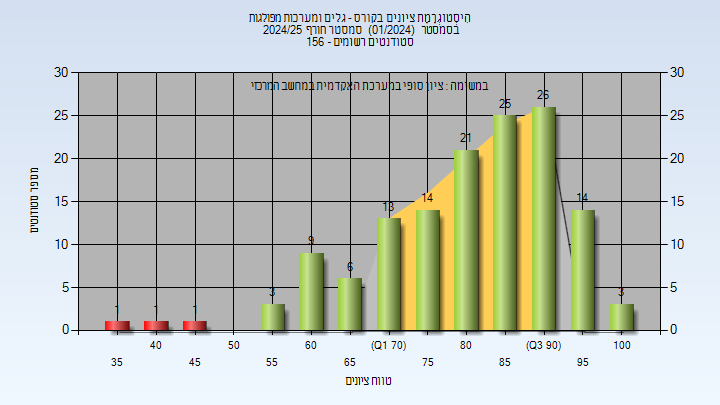 היסטוגרמת ציונים בקורס - גלים ומערכות מפולגות
בסמסטר (01/2024) סמסטר חורף 2024/25
סטודנטים רשומים - 156
במשימה : ציון סופי במערכת האקדמית במחשב המרכזי
מספר סטודנטים
30 30
25 25
20 20
15 15
10 10
5 5
0 0
1 1 1 3 9 6 13 14 21 25 26 14 3
40 50 60 (Q1 70) 80 (Q3 90) 100
35 45 55 65 75 85 95
טווח ציונים